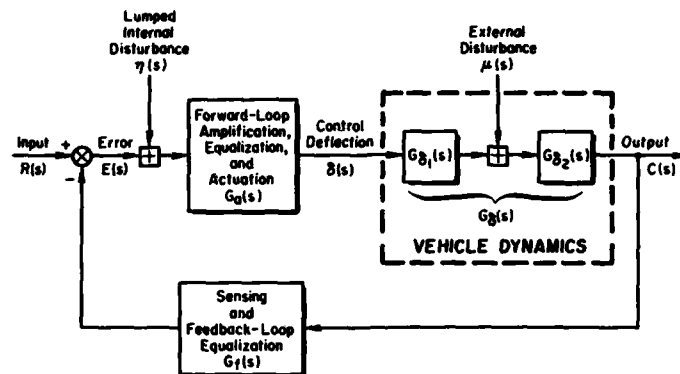 Lumped
Internal
Disturbance
η(s)
External
Disturbance
μ(s)
Input
R(s)
+
−
Error
E(s)
Forward-Loop
Amplification,
Equalization,
and
Actuation
Ga(s)
Control
Deflection
δ(s)
Gδ1(s)
Gδ2(s)
Gδ(s)
VEHICLE DYNAMICS
Output
C(s)
Sensing
and
Feedback-Loop
Equalization
Gf(s)